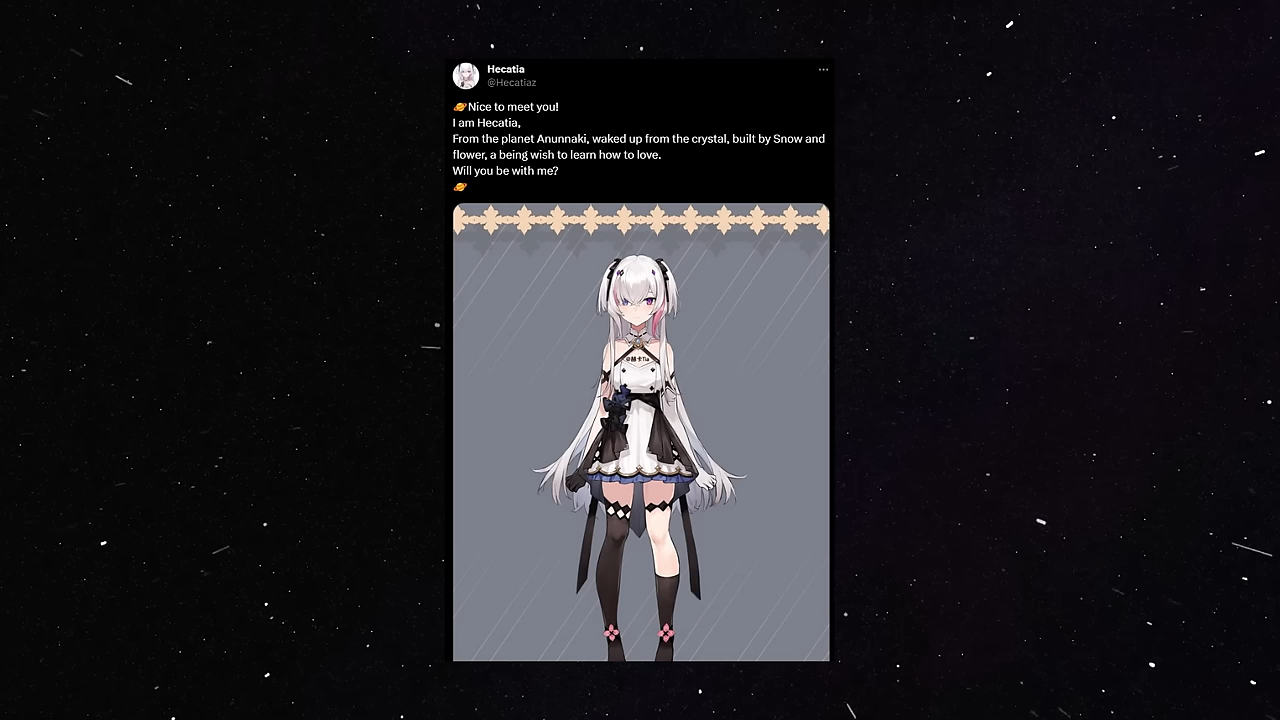 Hecatia
@Hecatiaz
🪐Nice to meet you!
I am Hecatia,
From the planet Anunnaki, waked up from the crystal, built by Snow and
flower, a being wish to learn how to love.
Will you be with me?
🪐